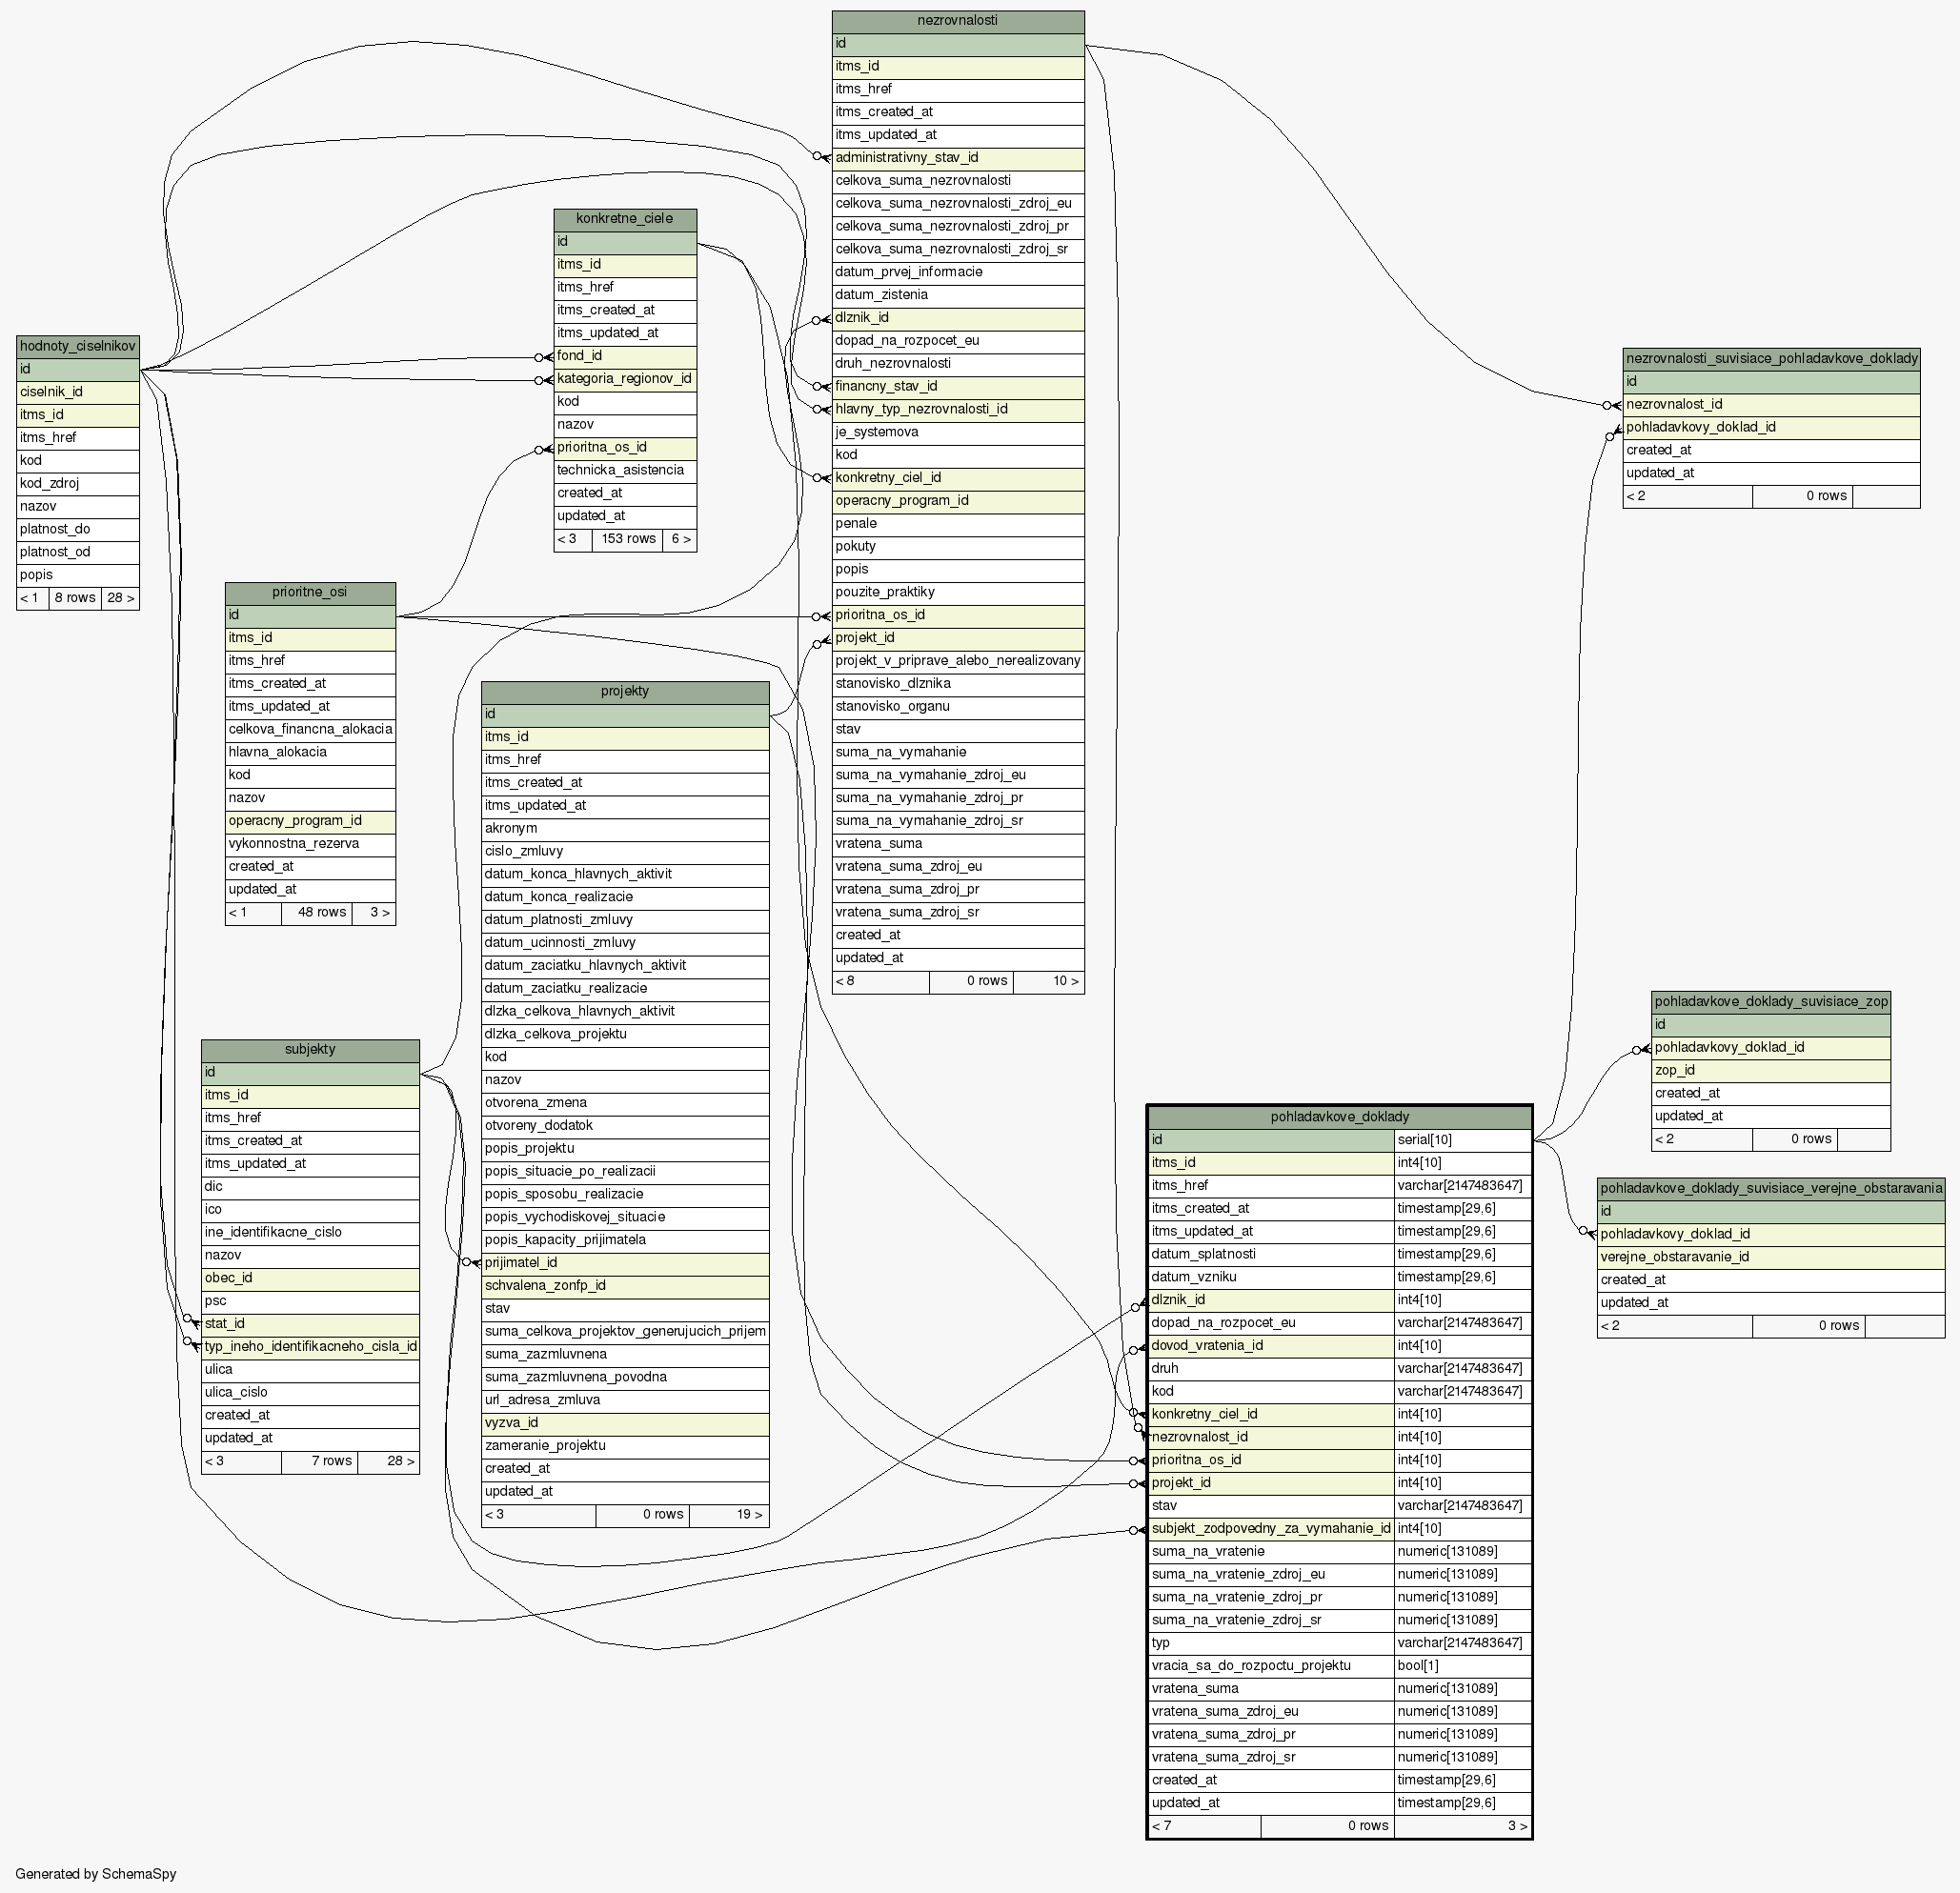 nezrovnalosti
id
itms_id
itms_href
itms_created_at
itms_updated_at
administrativny_stav_id
celkova_suma_nezrovnalosti
celkova_suma_nezrovnalosti_zdroj_eu
celkova_suma_nezrovnalosti_zdroj_pr
celkova_suma_nezrovnalosti_zdroj_sr
datum_prvej_informacie
datum_zistenia
dlznik_id
dopad_na_rozpocet_eu
druh_nezrovnalosti
financny_stav_id
hlavny_typ_nezrovnalosti_id
je_systemova
kod
konkretny_ciel_id
operacny_program_id
penale
pokuty
popis
pouzite_praktiky
prioritna_os_id
projekt_id
projekt_v_priprave_alebo_nerealizovany
stanovisko_dlznika
stanovisko_organu
stav
suma_na_vymahanie
suma_na_vymahanie_zdroj_eu
suma_na_vymahanie_zdroj_pr
suma_na_vymahanie_zdroj_sr
vratena_suma
vratena_suma_zdroj_eu
vratena_suma_zdroj_pr
vratena_suma_zdroj_sr
created_at
updated_at
< 8 0 rows 10 >
konkretne_ciele
id
itms_id
itms_href
itms_created_at
itms_updated_at
fond_id
kategoria_regionov_id
kod
nazov
prioritna_os_id
technicka_asistencia
created_at
updated_at
< 3 153 rows 6 >
hodnoty_ciselnikov
id
ciselnik_id
itms_id
itms_href
kod
kod_zdroj
nazov
platnost_do
platnost_od
popis
< 1 8 rows 28 >
nezrovnalosti_suvisiace_pohladavkove_doklady
id
nezrovnalost_id
pohladavkovy_doklad_id
created_at
updated_at
< 2 0 rows
prioritne_osi
id
itms_id
itms_href
itms_created_at
itms_updated_at
celkova_financna_alokacia
hlavna_alokacia
kod
nazov
operacny_program_id
vykonnostna_rezerva
created_at
updated_at
< 1 48 rows 3 >
projekty
id
itms_id
itms_href
itms_created_at
itms_updated_at
akronym
cislo_zmluvy
datum_konca_hlavnych_aktivit
datum_konca_realizacie
datum_platnosti_zmluvy
datum_ucinnosti_zmluvy
datum_zaciatku_hlavnych_aktivit
datum_zaciatku_realizacie
dlzka_celkova_hlavnych_aktivit
dlzka_celkova_projektu
kod
nazov
otvorena_zmena
otvoreny_dodatok
popis_projektu
popis_situacie_po_realizacii
popis_sposobu_realizacie
popis_vychodiskovej_situacie
popis_kapacity_prijimatela
prijimatel_id
schvalena_zonfp_id
stav
suma_celkova_projektov_generujucich_prijem
suma_zazmluvnena
suma_zazmluvnena_povodna
url_adresa_zmluva
vyzva_id
zameranie_projektu
created_at
updated_at
< 3 0 rows 19 >
pohladavkove_doklady_suvisiace_zop
id
pohladavkovy_doklad_id
zop_id
created_at
updated_at
< 2 0 rows
subjekty
id
itms_id
itms_href
itms_created_at
itms_updated_at
dic
ico
ine_identifikacne_cislo
nazov
obec_id
psc
stat_id
typ_ineho_identifikacneho_cisla_id
ulica
ulica_cislo
created_at
updated_at
< 3 7 rows 28 >
pohladavkove_doklady
id serial[10]
itms_id int4[10]
itms_href varchar[2147483647]
itms_created_at timestamp[29,6]
itms_updated_at timestamp[29,6]
datum_splatnosti timestamp[29,6]
datum_vzniku timestamp[29,6]
dlznik_id int4[10]
dopad_na_rozpocet_eu varchar[2147483647]
dovod_vratenia_id int4[10]
druh varchar[2147483647]
kod varchar[2147483647]
konkretny_ciel_id int4[10]
nezrovnalost_id int4[10]
prioritna_os_id int4[10]
projekt_id int4[10]
stav varchar[2147483647]
subjekt_zodpovedny_za_vymahanie_id int4[10]
suma_na_vratenie numeric[131089]
suma_na_vratenie_zdroj_eu numeric[131089]
suma_na_vratenie_zdroj_pr numeric[131089]
suma_na_vratenie_zdroj_sr numeric[131089]
typ varchar[2147483647]
vracia_sa_do_rozpoctu_projektu bool[1]
vratena_suma numeric[131089]
vratena_suma_zdroj_eu numeric[131089]
vratena_suma_zdroj_pr numeric[131089]
vratena_suma_zdroj_sr numeric[131089]
created_at timestamp[29,6]
updated_at timestamp[29,6]
< 7 0 rows 3 >
pohladavkove_doklady_suvisiace_verejne_obstaravania
id
pohladavkovy_doklad_id
verejne_obstaravanie_id
created_at
updated_at
< 2 0 rows
Generated by SchemaSpy